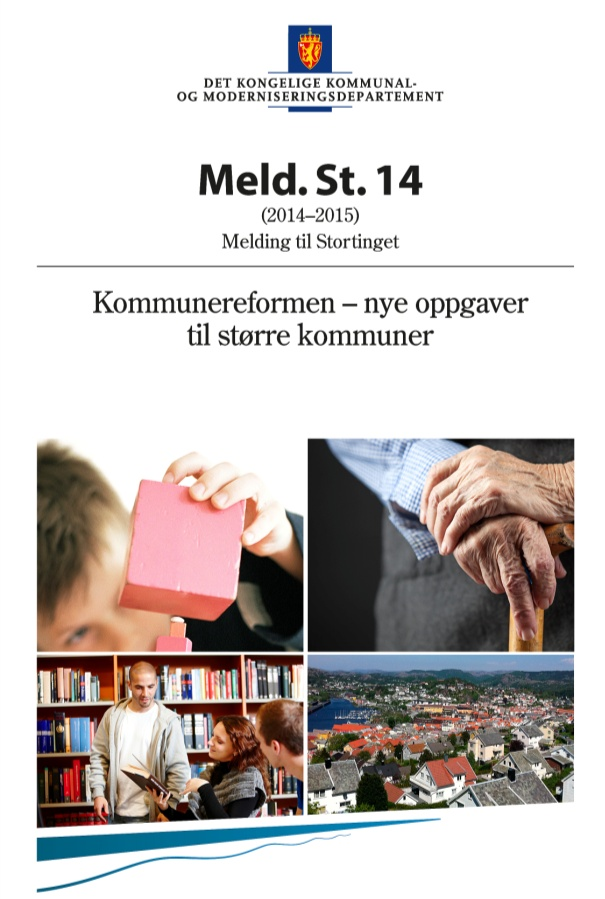 DET KONGELIGE KOMMUNAL-
OG MODERNISERINGSDEPARTEMENT
Meld. St. 14
(2014–2015)
Melding til Stortinget
Kommunereformen – nye oppgaver
til større kommuner